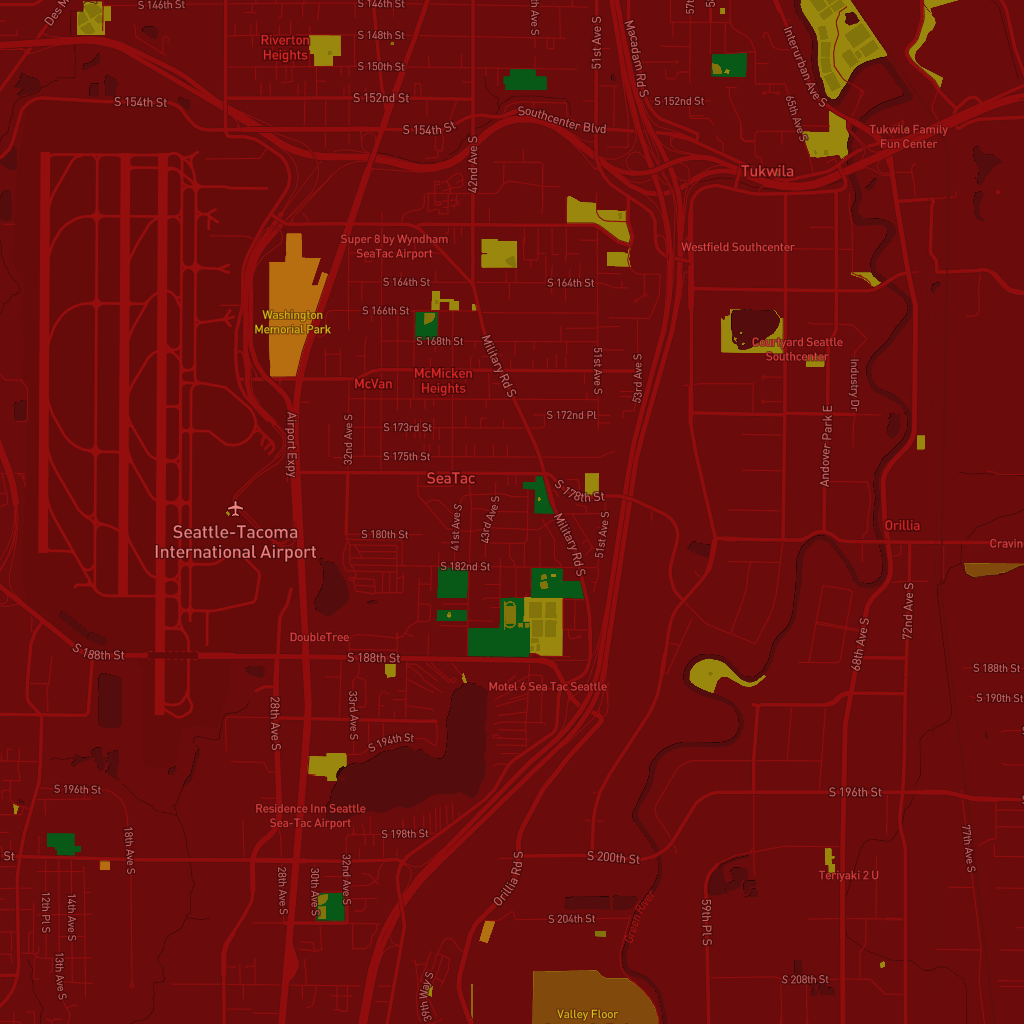 S 146th St
S 146th St
51st Ave S
Macadam Rd S
Interurban Ave S
Riverton
Heights
S 148th St
S 150th St
S 152nd St
S 154th St
S 154th St
Southcenter Blvd
S 152nd St
65th Ave S
Tukwila Family
Fun Center
42nd Ave S
Tukwila
Super 8 by Wyndham
SeaTac Airport
Westfield Southcenter
S 164th St
S 164th St
S 166th St
Washington
Memorial Park
S 168th St
Military Rd S
51st Ave S
53rd Ave S
Courtyard Seattle
Southcenter
Industry Dr
McVan
McMicken
Heights
S 172nd Pl
Airport Expy
32nd Ave S
S 173rd St
S 175th St
Andover Park E
SeaTac
S 178th St
41st Ave S
43rd Ave S
Military Rd S
51st Ave S
Orillia
S 180th St
Seattle-Tacoma
International Airport
S 182nd St
72nd Ave S
68th Ave S
S 188th St
DoubleTree
S 188th St
S 188th St
Motel 6 Sea Tac Seattle
S 190th St
28th Ave S
33rd Ave S
S 194th St
S 196th St
S 196th St
Residence Inn Seattle
Sea-Tac Airport
S 198th St
18th Ave S
77th Ave S
St
S 200th St
Teriyaki 2 U
28th Ave S
30th Ave S
32nd Ave S
Orillia Rd S
12th Pl S
14th Ave S
S 204th St
Green River
59th Pl S
13th Ave S
39th Way S
S 208th St
Valley Floor